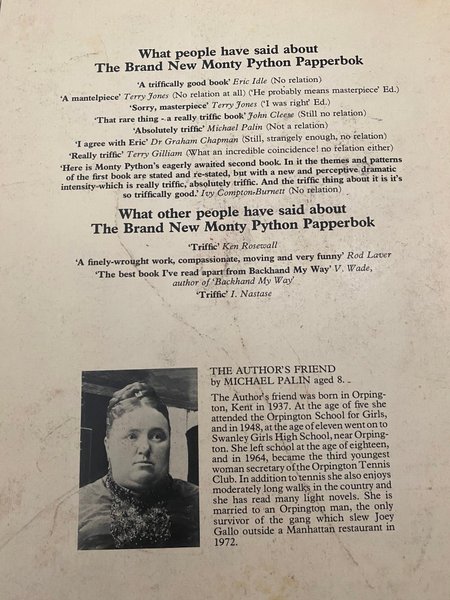 What people have said about
The Brand New Monty Python Papperbok
'A triffically good book' Eric Idle (No relation)
'A mantelpiece' Terry Jones (No relation at all) ('He probably means masterpiece' Ed.)
'Sorry, masterpiece' Terry Jones ('I was right' Ed.)
'That rare thing - a really triffic book' John Cleese (Still no relation)
'Absolutely triffic' Michael Palin (Not a relation)
'I agree with Eric' Dr Graham Chapman (Still, strangely enough, no relation)
'Really triffic' Terry Gilliam (What an incredible coincidence! no relation either)
'Here is Monty Python's eagerly awaited second book. In it the themes and patterns
of the first book are stated and re-stated, but with a new and perceptive dramatic
intensity-which is really triffic, absolutely triffic. And the triffic thing about it is it's
so triffically good.' Ivy Compton-Burnett (No relation)
What other people have said about
The Brand New Monty Python Papperbok
'Triffic' Ken Rosewall
'A finely-wrought work, compassionate, moving and very funny' Rod Laver
'The best book I've read apart from Backhand My Way' V. Wade,
author of 'Backhand My Way'
'Triffic' I. Nastase
THE AUTHOR'S FRIEND
by MICHAEL PALIN aged 8.
The Author's friend was born in Orping-
ton, Kent in 1937. At the age of five she
attended the Orpington School for Girls,
and in 1948, at the age of eleven went on to
Swanley Girls High School, near Orping-
ton. She left school at the age of eighteen,
and in 1964, became the third youngest
woman secretary of the Orpington Tennis
Club. In addition to tennis she also enjoys
moderately long walks in the country and
she has read many light novels. She is
married to an Orpington man, the only
survivor of the gang which slew Joey
Gallo outside a Manhattan restaurant in
1972.